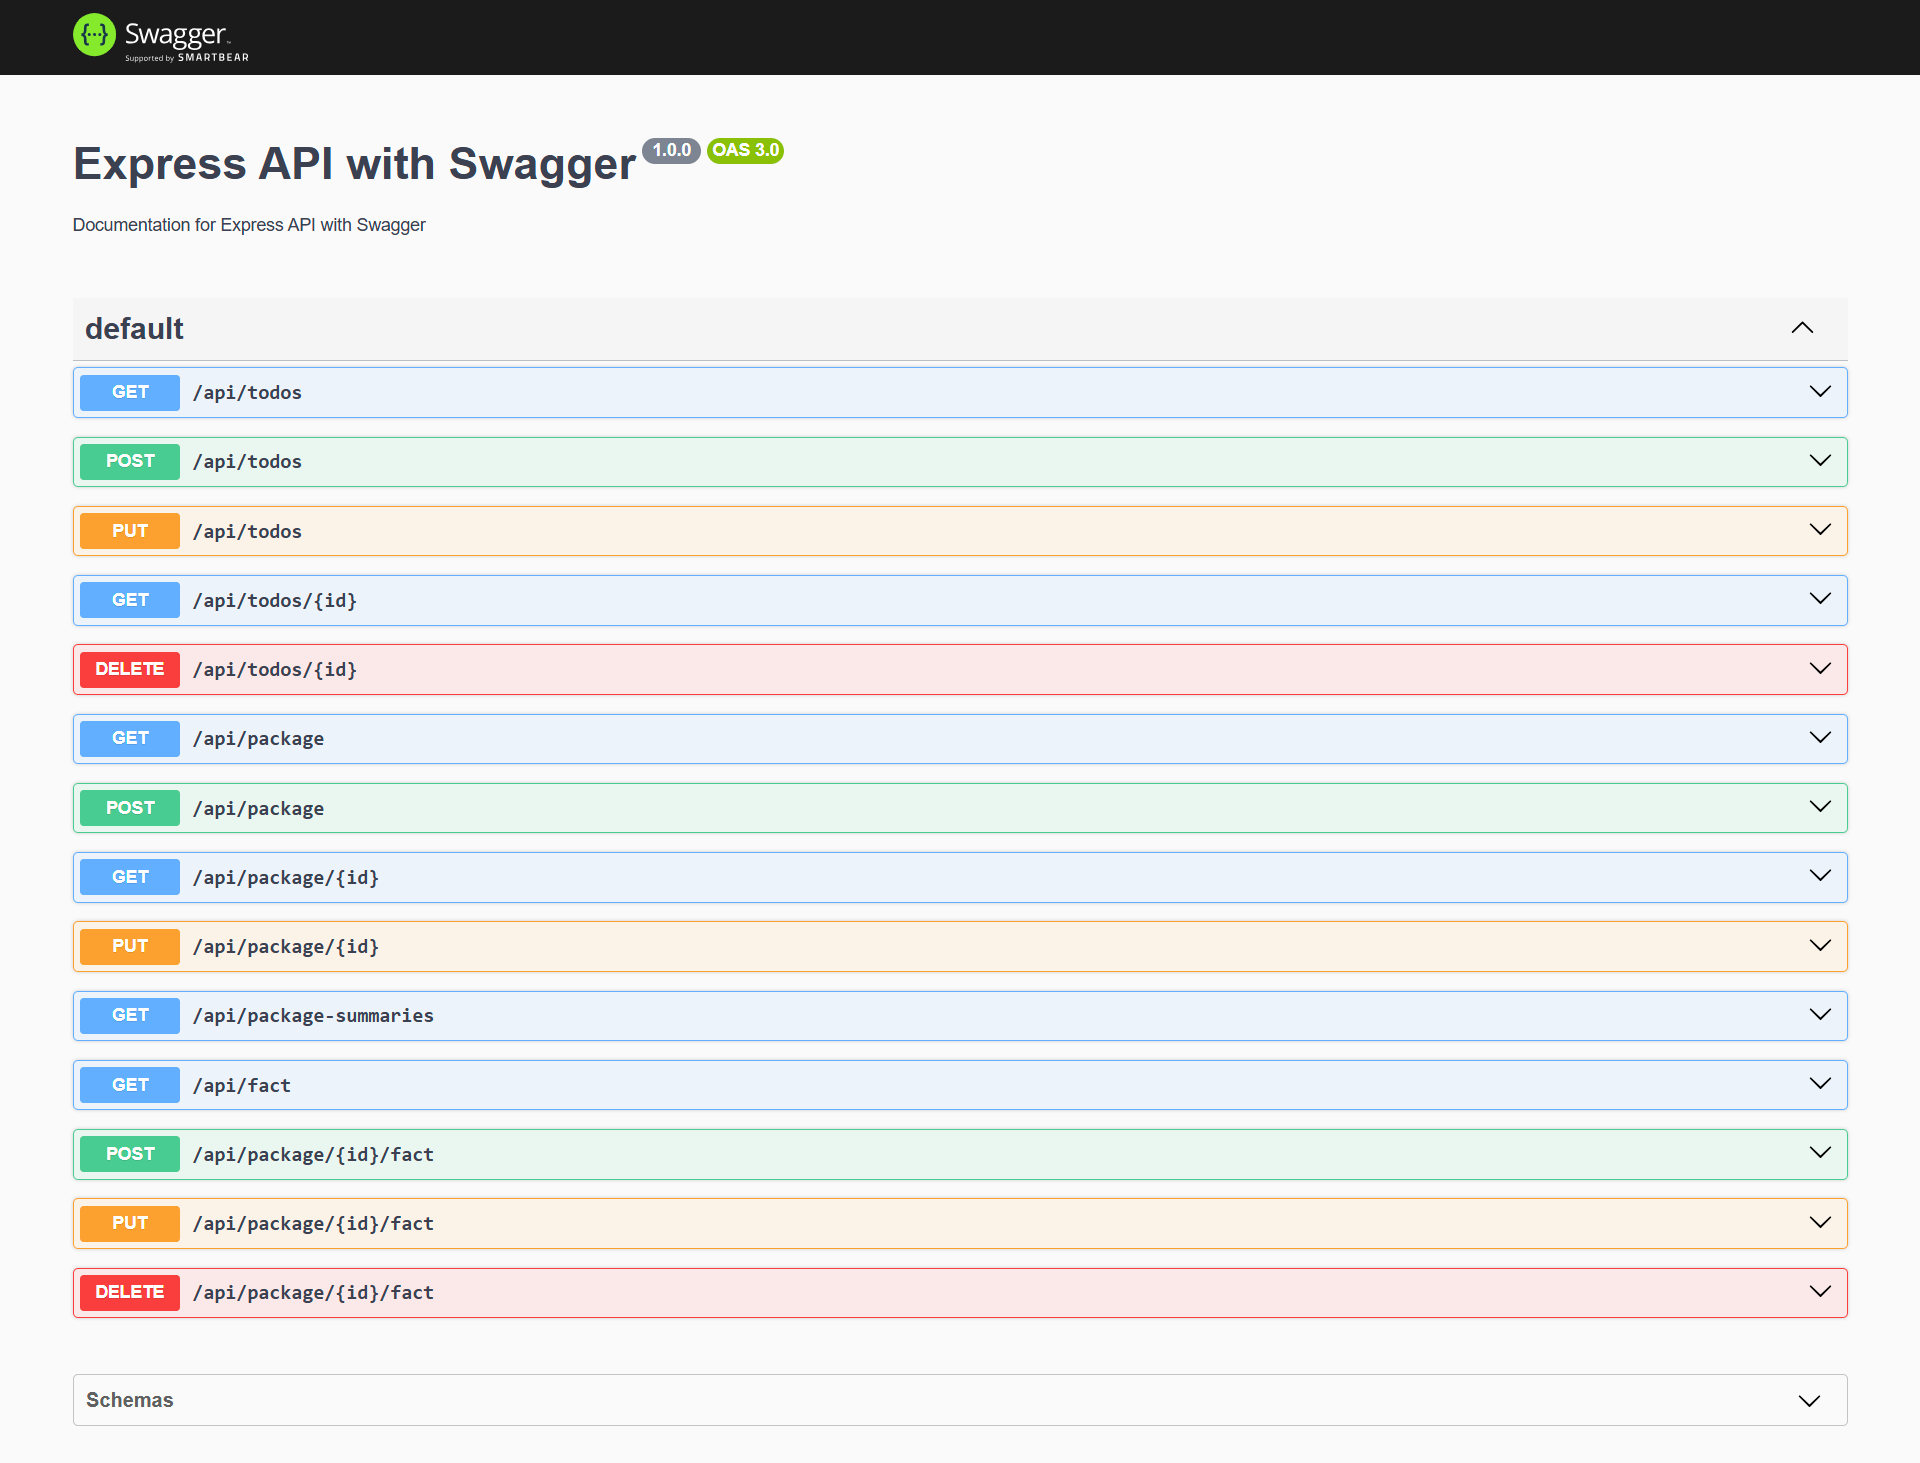 {···} Swagger™
Supported by SMARTBEAR
Express API with Swagger 1.0.0 OAS 3.0
Documentation for Express API with Swagger
default
GET /api/todos
POST /api/todos
PUT /api/todos
GET /api/todos/{id}
DELETE /api/todos/{id}
GET /api/package
POST /api/package
GET /api/package/{id}
PUT /api/package/{id}
GET /api/package-summaries
GET /api/fact
POST /api/package/{id}/fact
PUT /api/package/{id}/fact
DELETE /api/package/{id}/fact
Schemas